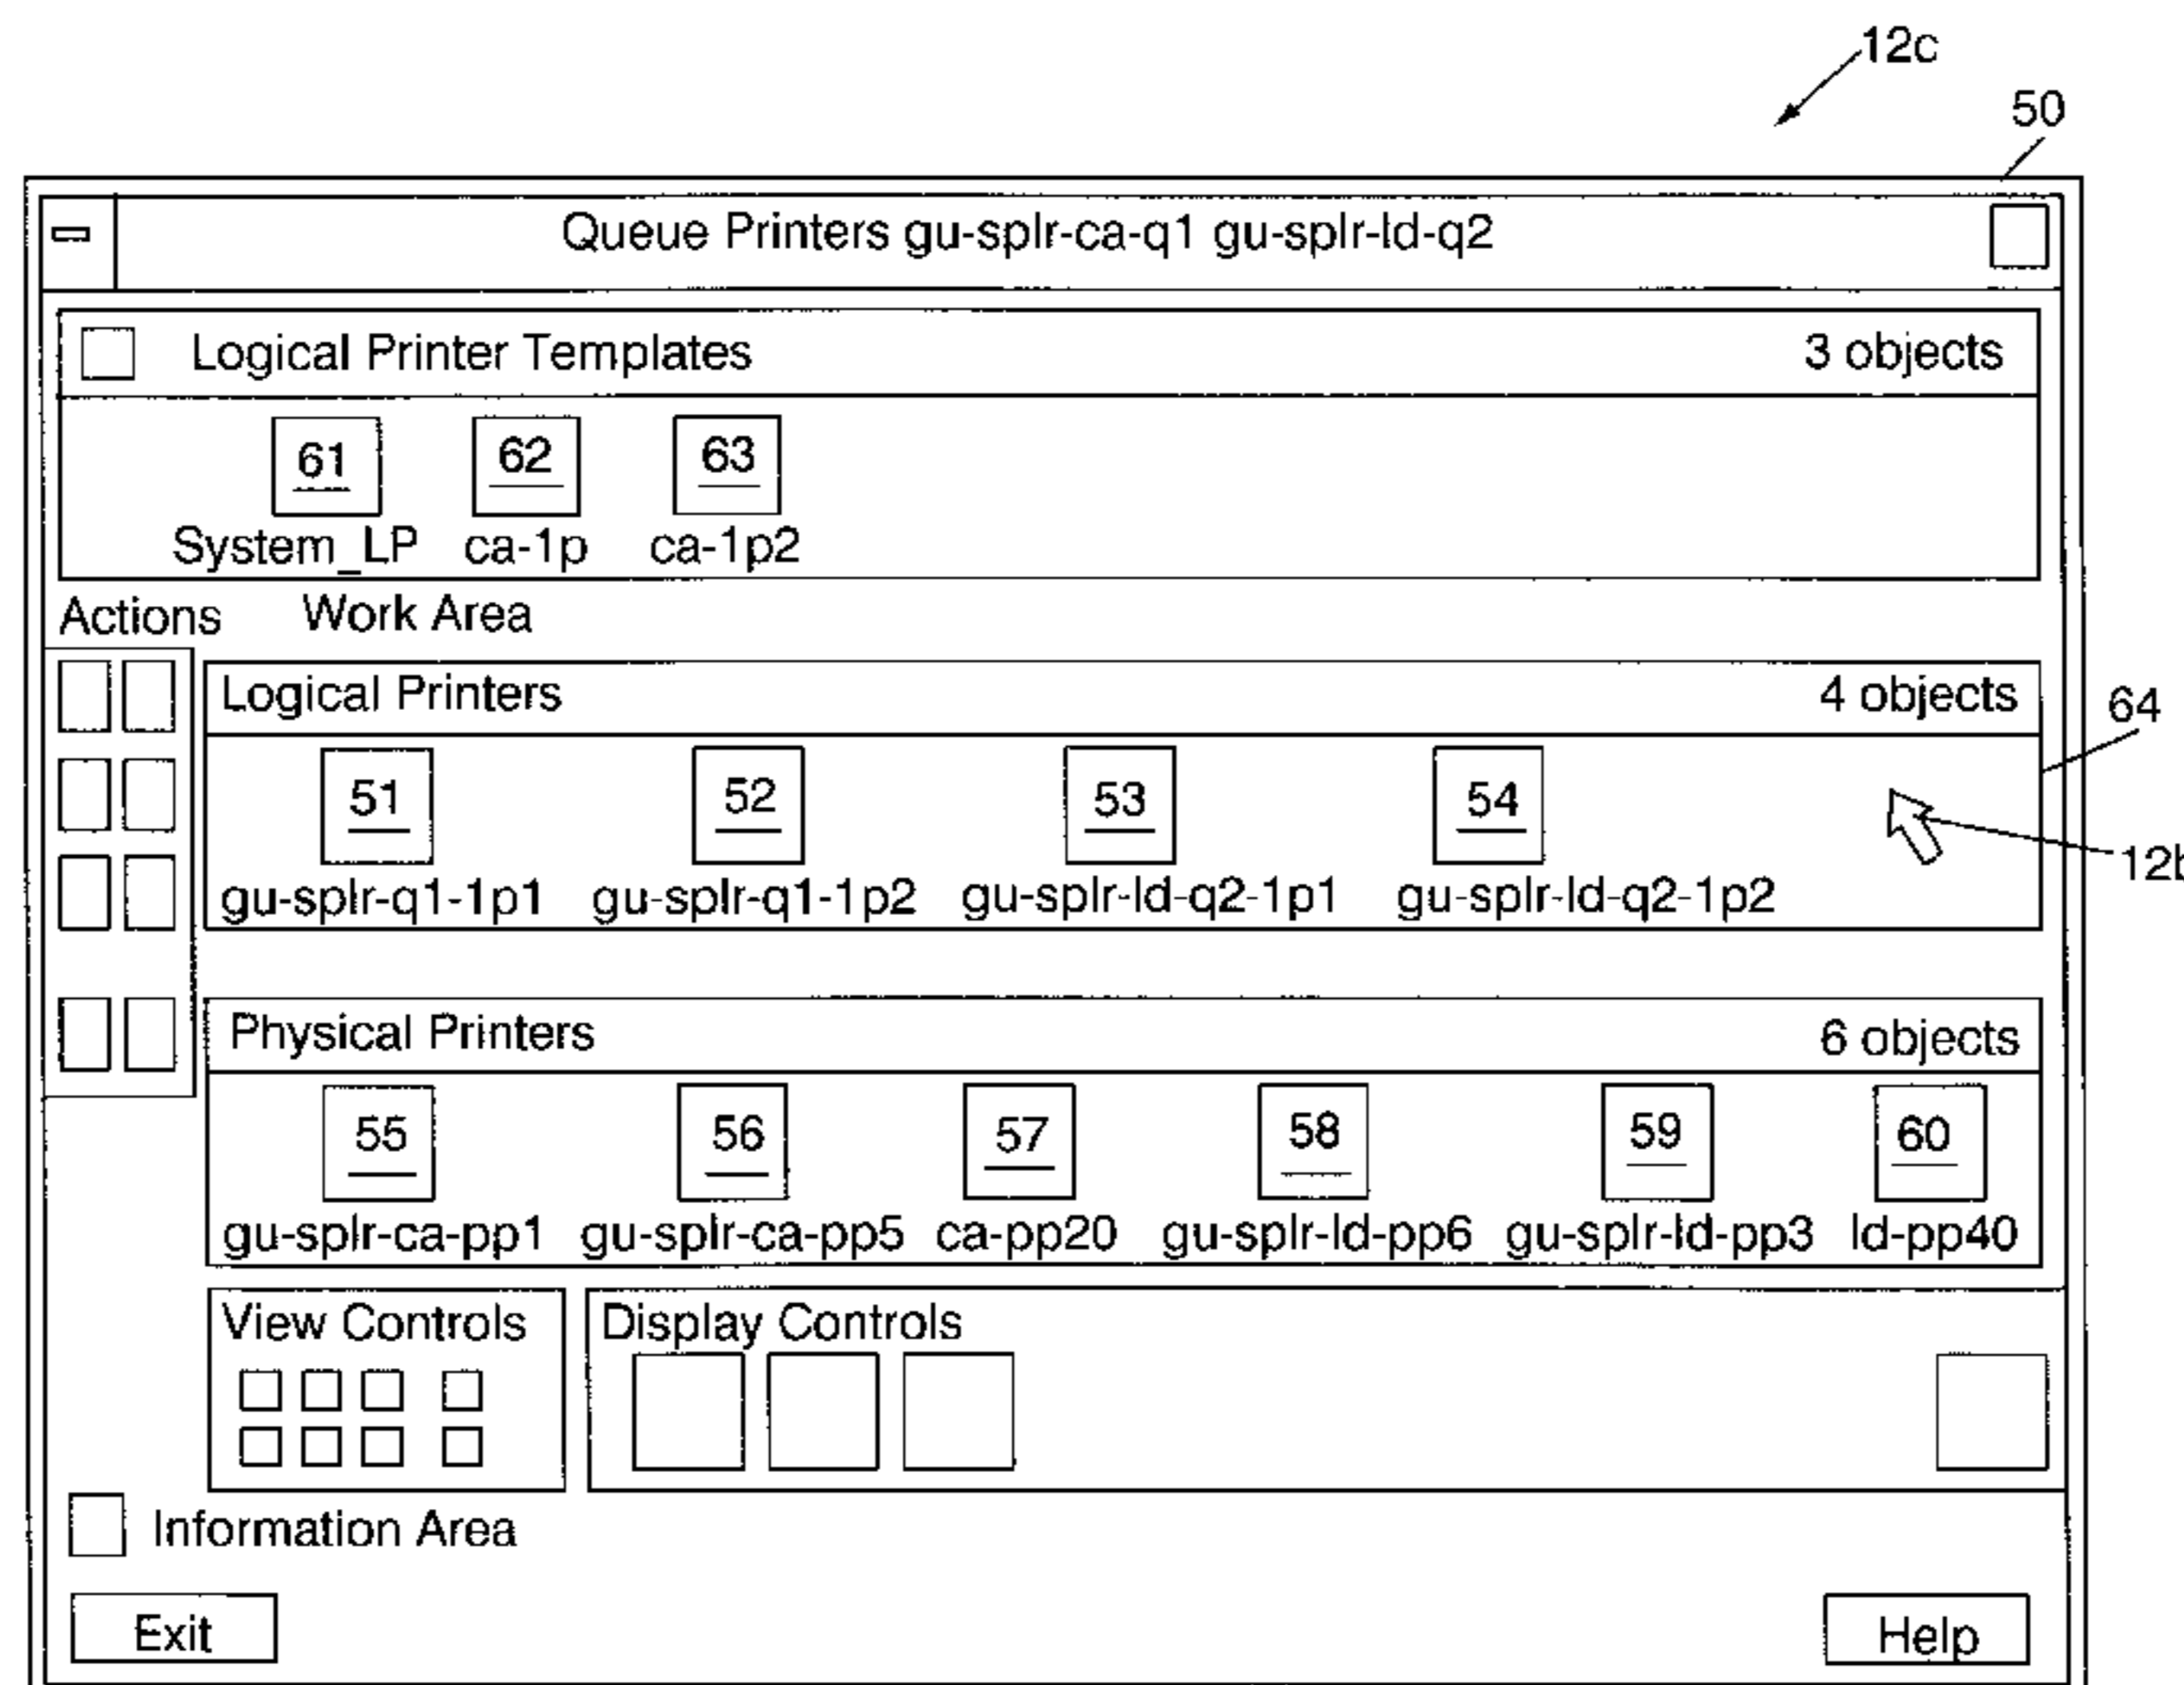 12c
50
Queue Printers gu-splr-ca-q1 gu-splr-ld-q2
Logical Printer Templates 3 objects
61 62 63
System_LP ca-1p ca-1p2
Actions Work Area
Logical Printers 4 objects
64
51 52 53 54
12b
gu-splr-q1-1p1 gu-splr-q1-1p2 gu-splr-ld-q2-1p1 gu-splr-ld-q2-1p2
Physical Printers 6 objects
55 56 57 58 59 60
gu-splr-ca-pp1 gu-splr-ca-pp5 ca-pp20 gu-splr-ld-pp6 gu-splr-ld-pp3 ld-pp40
View Controls Display Controls
Information Area
Exit Help